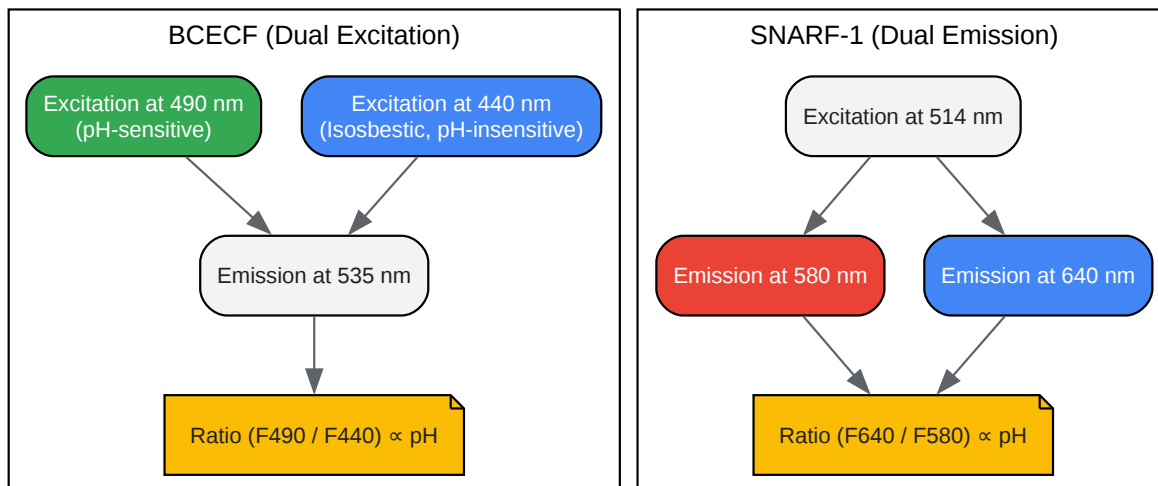 BCECF (Dual Excitation)
Excitation at 490 nm
(pH-sensitive)
Excitation at 440 nm
(Isosbestic, pH-insensitive)
Emission at 535 nm
Ratio (F490 / F440) ∝ pH
SNARF-1 (Dual Emission)
Excitation at 514 nm
Emission at 580 nm
Emission at 640 nm
Ratio (F640 / F580) ∝ pH